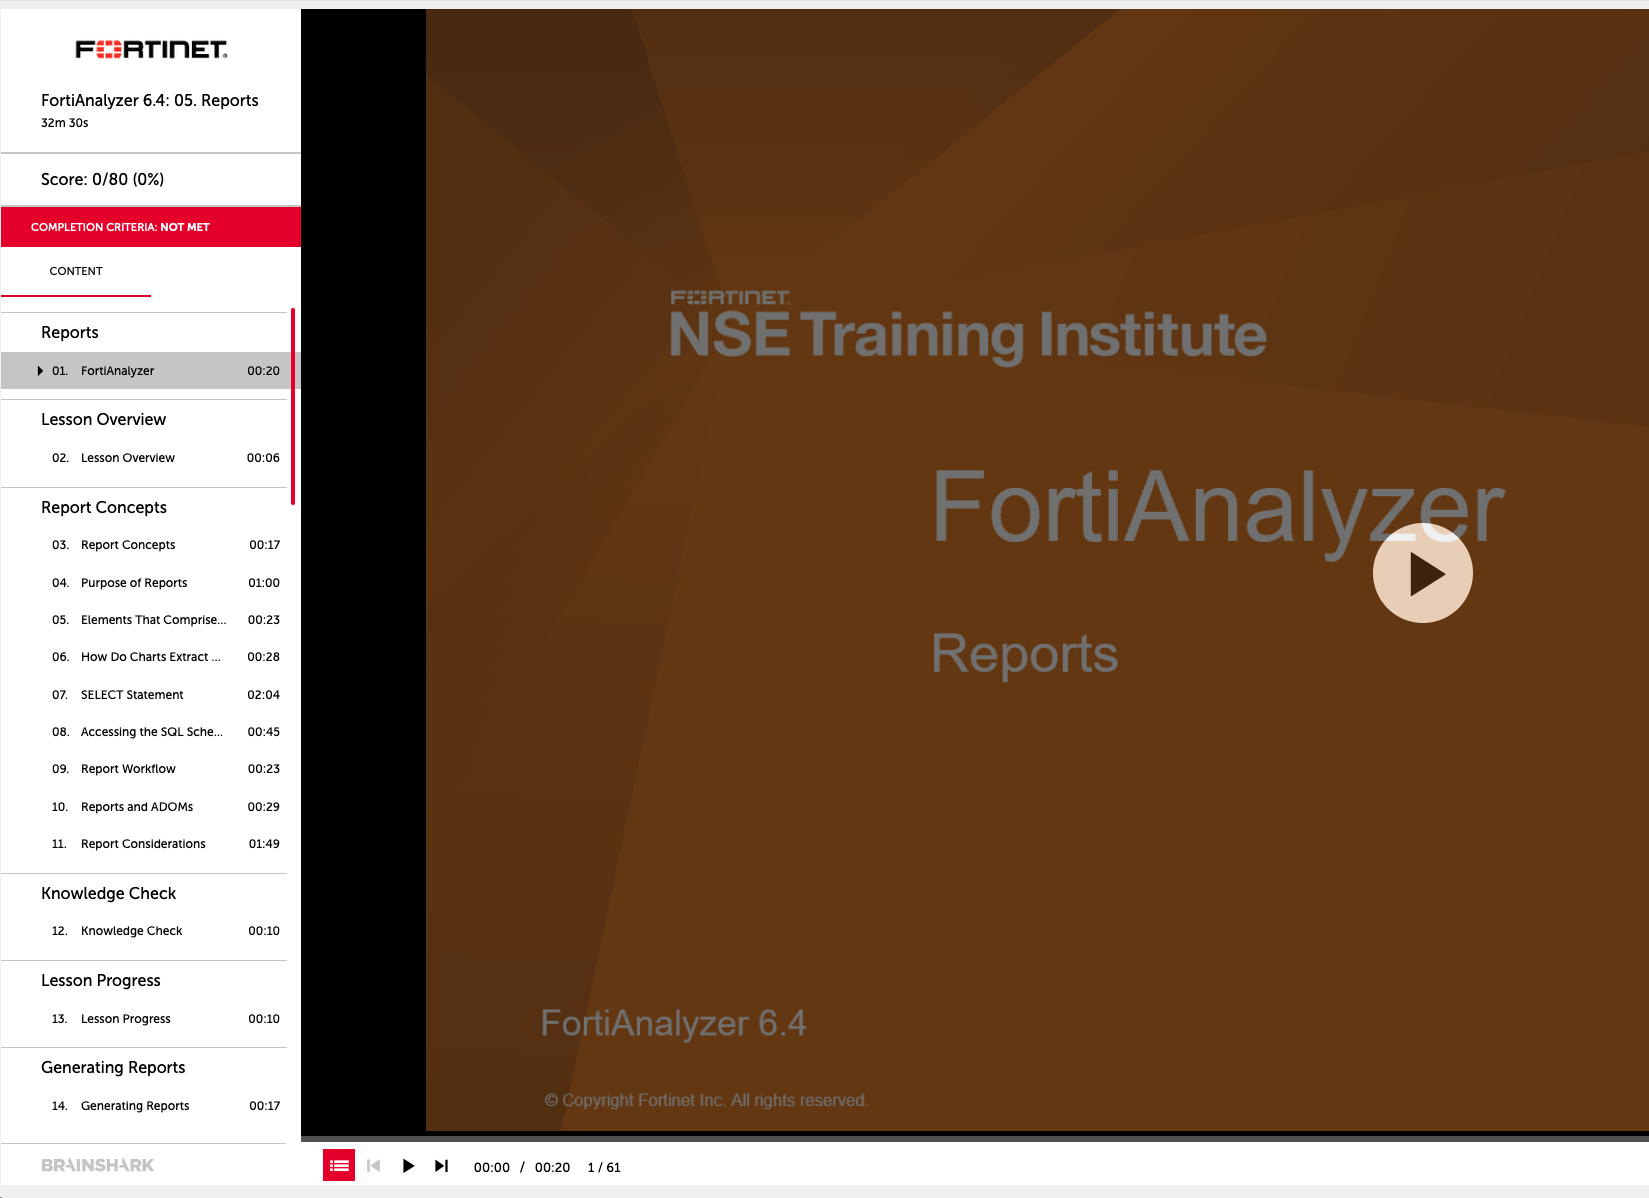 FORTINET
FortiAnalyzer 6.4: 05. Reports
32m 30s
Score: 0/80 (0%)
COMPLETION CRITERIA: NOT MET
CONTENT
Reports
01. FortiAnalyzer 00:20
Lesson Overview
02. Lesson Overview 00:06
Report Concepts
03. Report Concepts 00:17
04. Purpose of Reports 01:00
05. Elements That Comprise... 00:23
06. How Do Charts Extract ... 00:28
07. SELECT Statement 02:04
08. Accessing the SQL Sche... 00:45
09. Report Workflow 00:23
10. Reports and ADOMs 00:29
11. Report Considerations 01:49
Knowledge Check
12. Knowledge Check 00:10
Lesson Progress
13. Lesson Progress 00:10
Generating Reports
14. Generating Reports 00:17
BRAINSHARK
FORTINET
NSE Training Institute
FortiAnalyzer
Reports
FortiAnalyzer 6.4
© Copyright Fortinet Inc. All rights reserved.
00:00 / 00:20 1 / 61